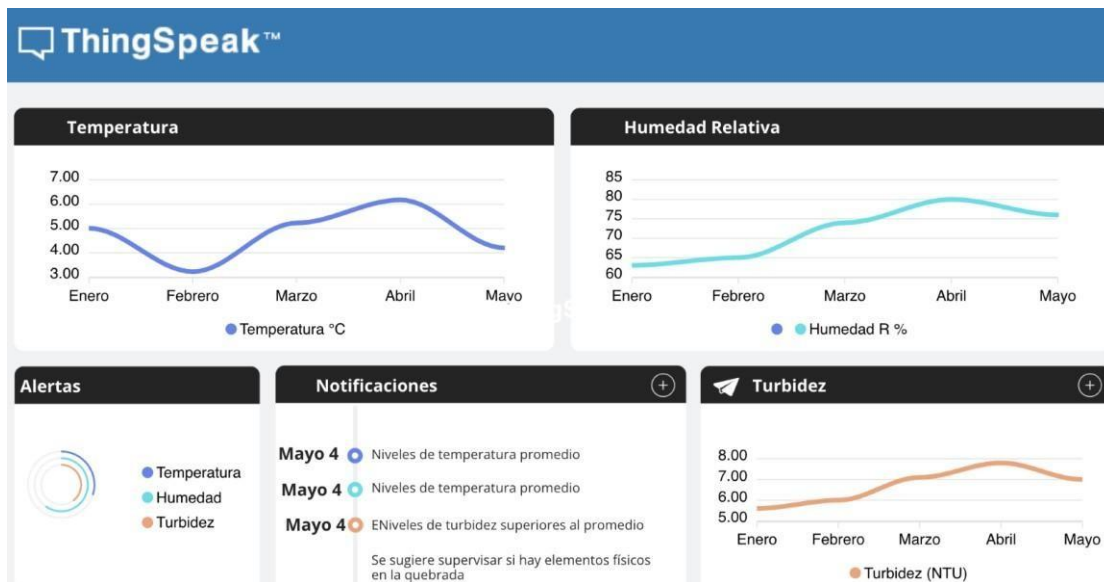 ThingSpeak™
Temperatura
7.00
6.00
5.00
4.00
3.00
Enero Febrero Marzo Abril Mayo
Temperatura °C
Humedad Relativa
85
80
75
70
65
60
Enero Febrero Marzo Abril Mayo
Humedad R %
Alertas
Temperatura
Humedad
Turbidez
Notificaciones
Mayo 4 Niveles de temperatura promedio
Mayo 4 Niveles de temperatura promedio
Mayo 4 ENiveles de turbidez superiores al promedio
Se sugiere supervisar si hay elementos físicos
en la quebrada
Turbidez
8.00
7.00
6.00
5.00
Enero Febrero Marzo Abril Mayo
Turbidez (NTU)